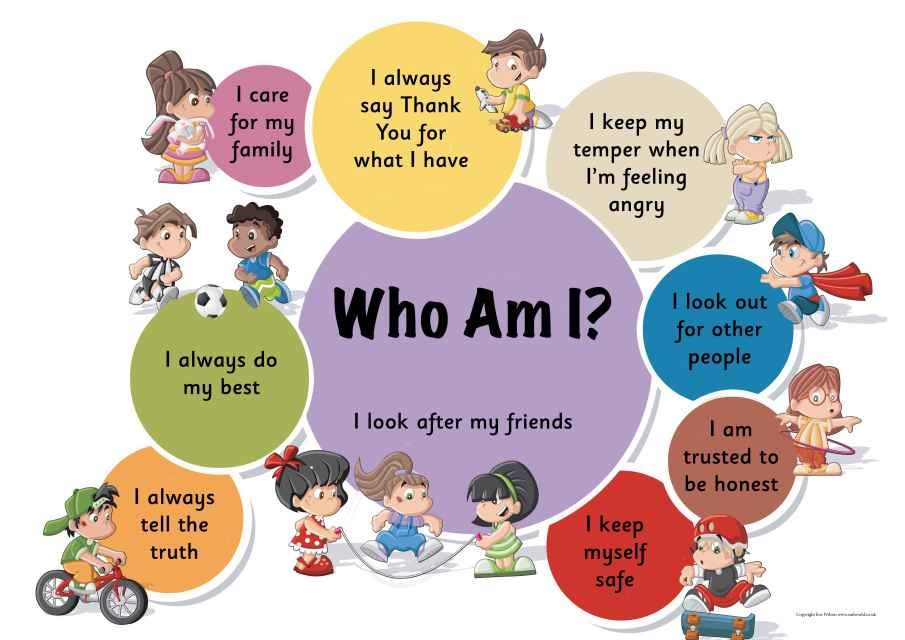 I care
for my
family
I always
say Thank
You for
what I have
I keep my
temper when
I'm feeling
angry
Who Am I?
I look after my friends
I look out
for other
people
I always do
my best
I am
trusted to
be honest
I always
tell the
truth
I keep
myself
safe